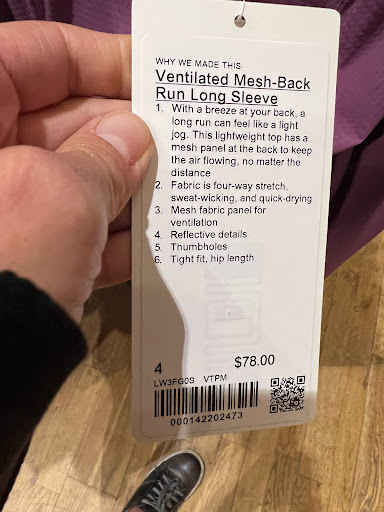 WHY WE MADE THIS
Ventilated Mesh-Back
Run Long Sleeve
1. With a breeze at your back, a
long run can feel like a light
jog. This lightweight top has a
mesh panel at the back to keep
the air flowing, no matter the
distance
2. Fabric is four-way stretch,
sweat-wicking, and quick-drying
3. Mesh fabric panel for
ventilation
4. Reflective details
5. Thumbholes
6. Tight fit, hip length
4 $78.00
LW3FG0S VTPM
000142202473